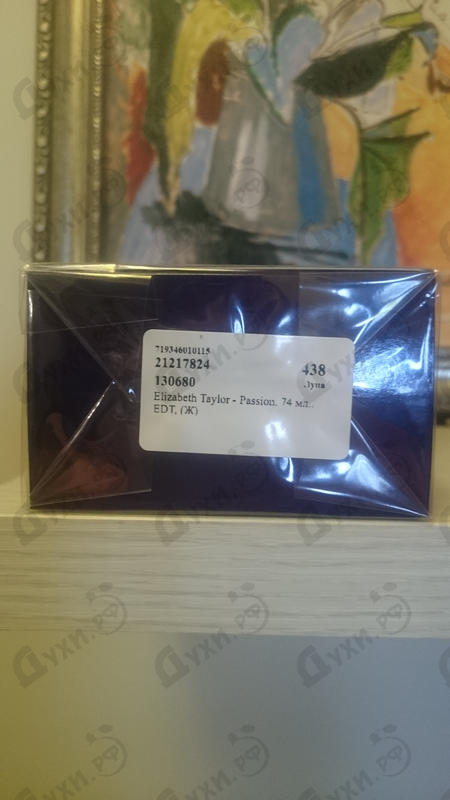 719346010115
21217824
438
130680
Луна
Elizabeth Taylor - Passion. 74 мл.,
EDT, (Ж)
Духи.рф